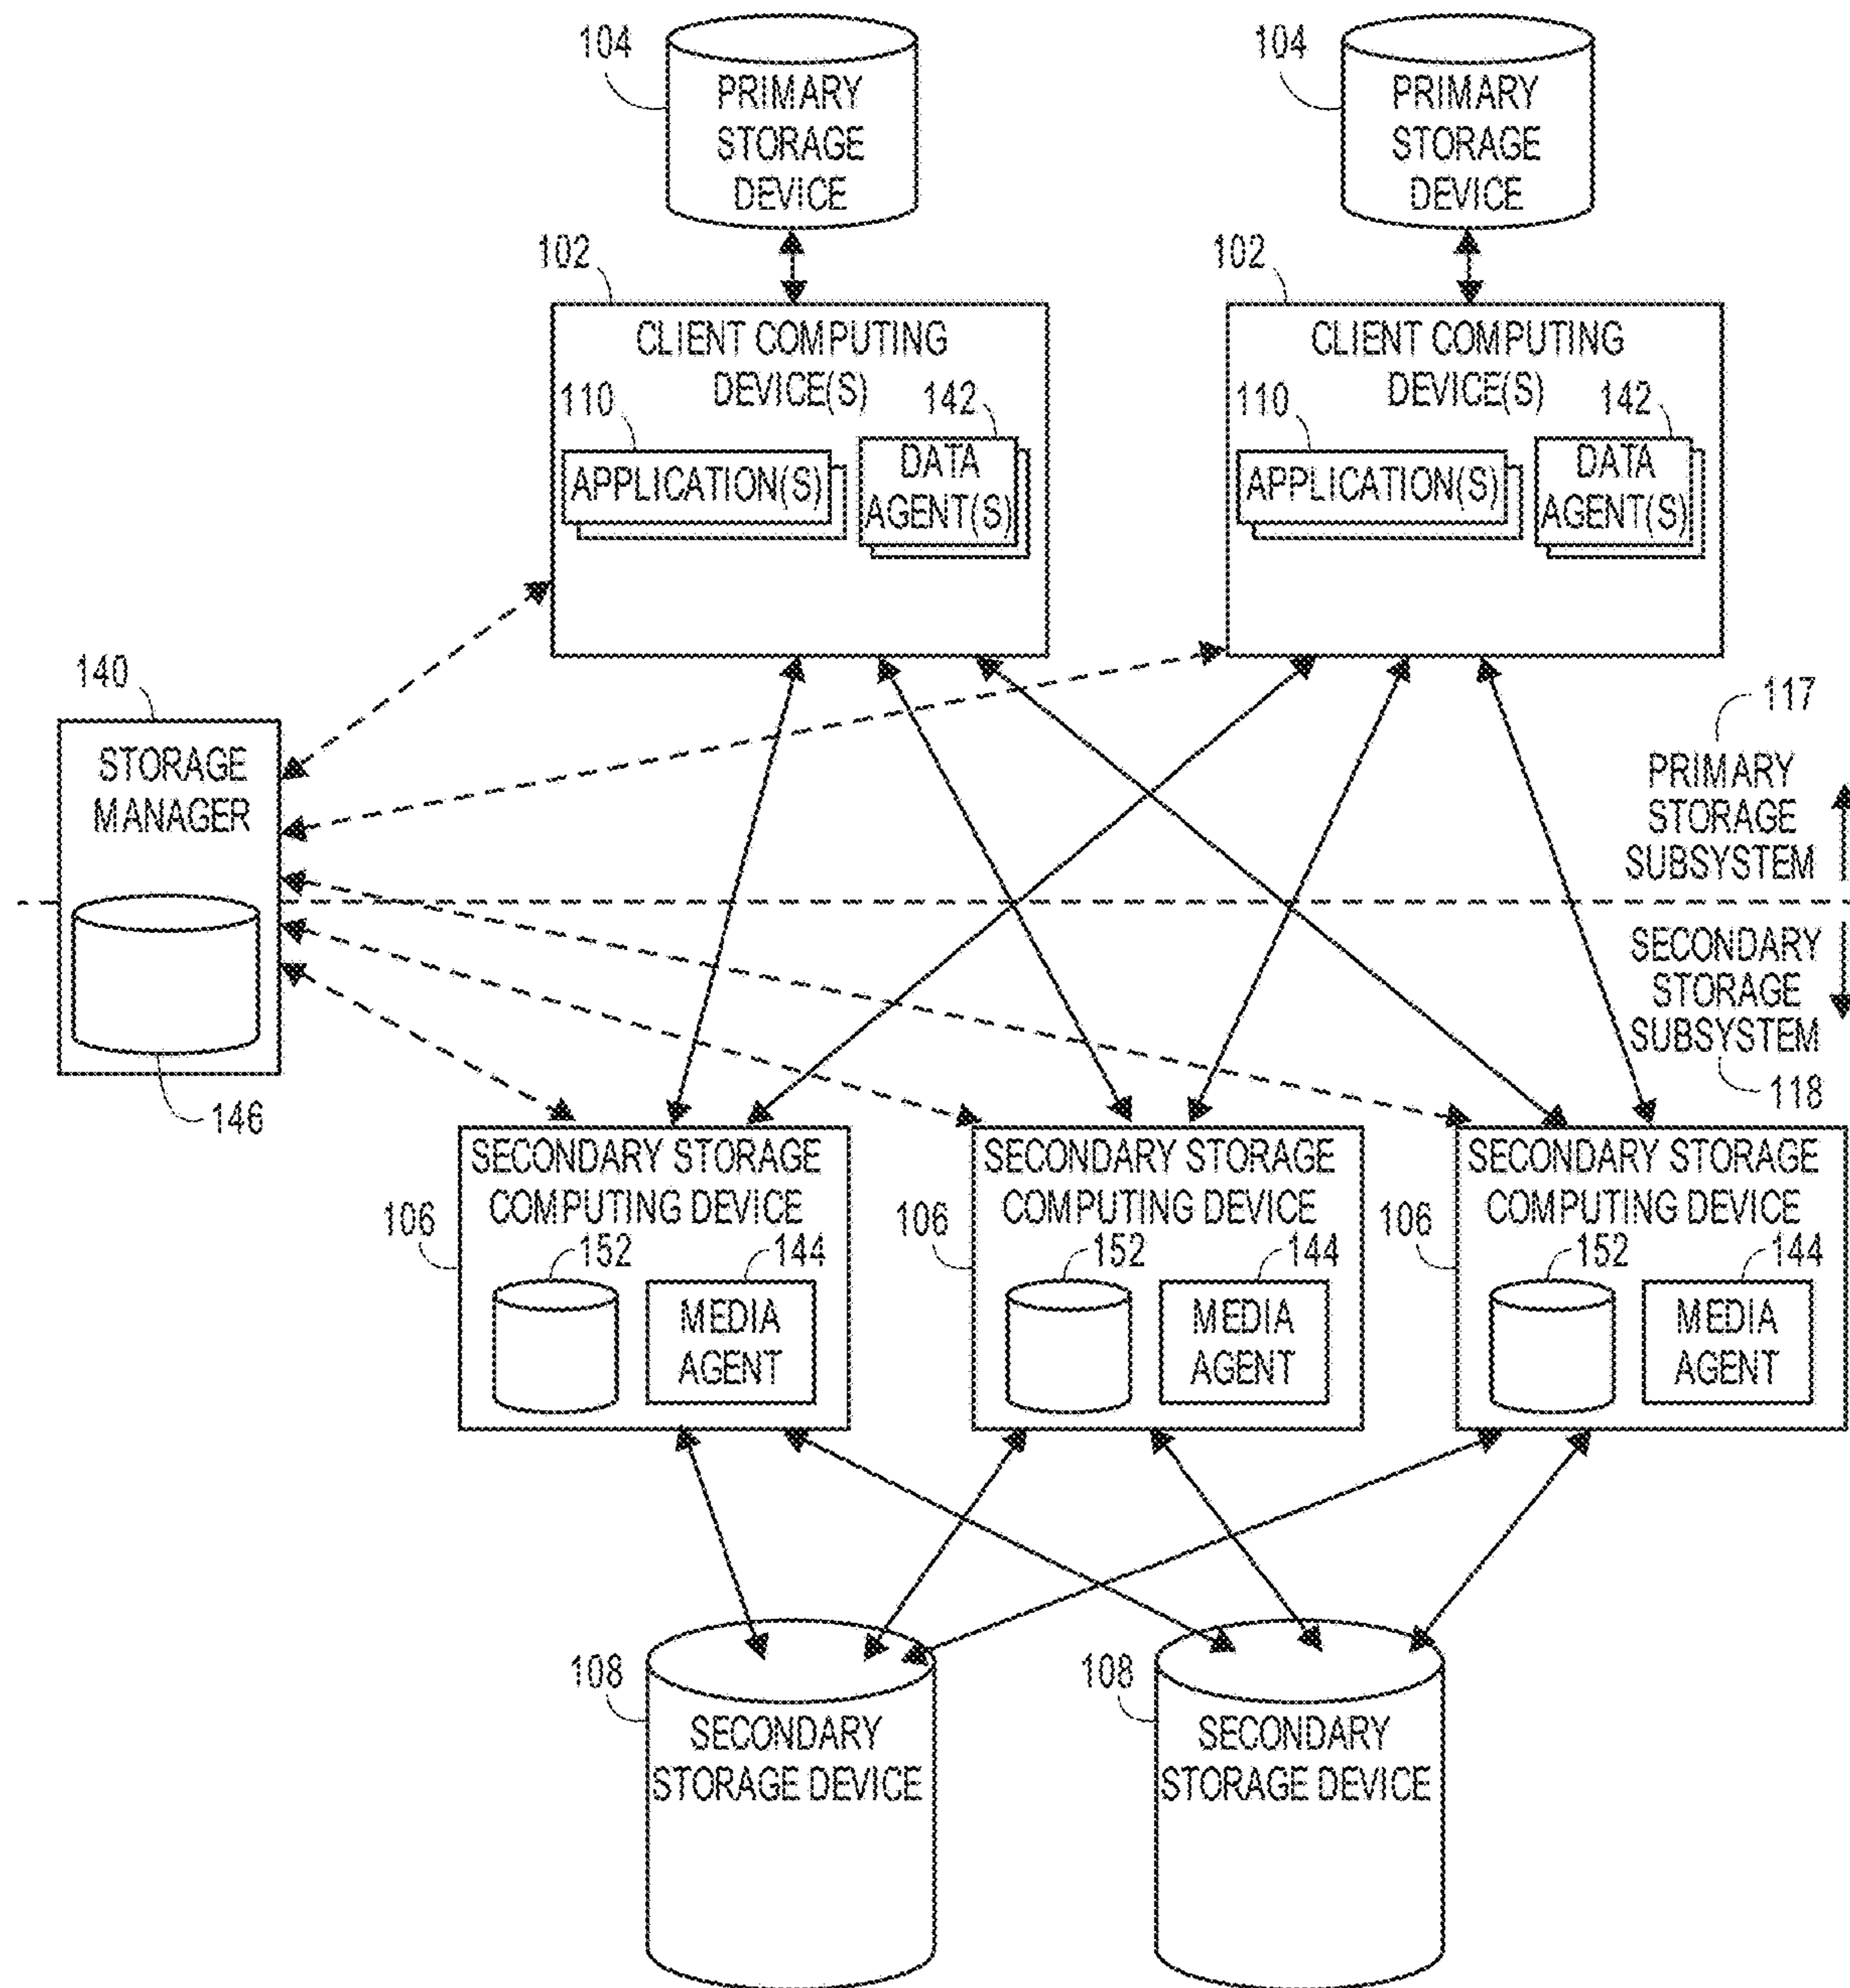 104
PRIMARY
STORAGE
DEVICE
104
PRIMARY
STORAGE
DEVICE
102
CLIENT COMPUTING
DEVICE(S)
110
142
APPLICATION(S)
DATA
AGENT(S)
102
CLIENT COMPUTING
DEVICE(S)
110
142
APPLICATION(S)
DATA
AGENT(S)
140
STORAGE
MANAGER
146
117
PRIMARY
STORAGE
SUBSYSTEM
SECONDARY
STORAGE
SUBSYSTEM
118
106
SECONDARY STORAGE
COMPUTING DEVICE
152
144
MEDIA
AGENT
106
SECONDARY STORAGE
COMPUTING DEVICE
152
144
MEDIA
AGENT
106
SECONDARY STORAGE
COMPUTING DEVICE
152
144
MEDIA
AGENT
108
SECONDARY
STORAGE DEVICE
108
SECONDARY
STORAGE DEVICE